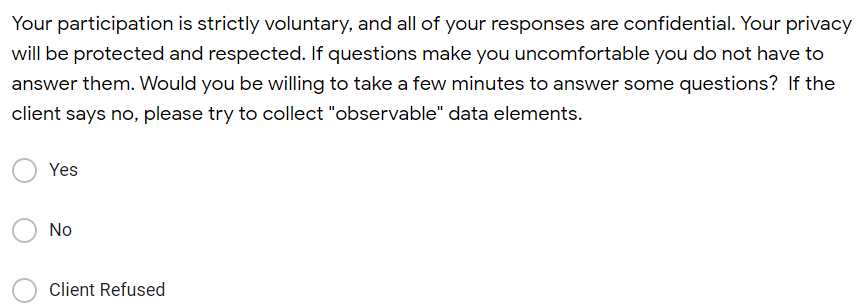 Your participation is strictly voluntary, and all of your responses are confidential. Your privacy
will be protected and respected. If questions make you uncomfortable you do not have to
answer them. Would you be willing to take a few minutes to answer some questions?  If the
client says no, please try to collect "observable" data elements.
Yes
No
Client Refused